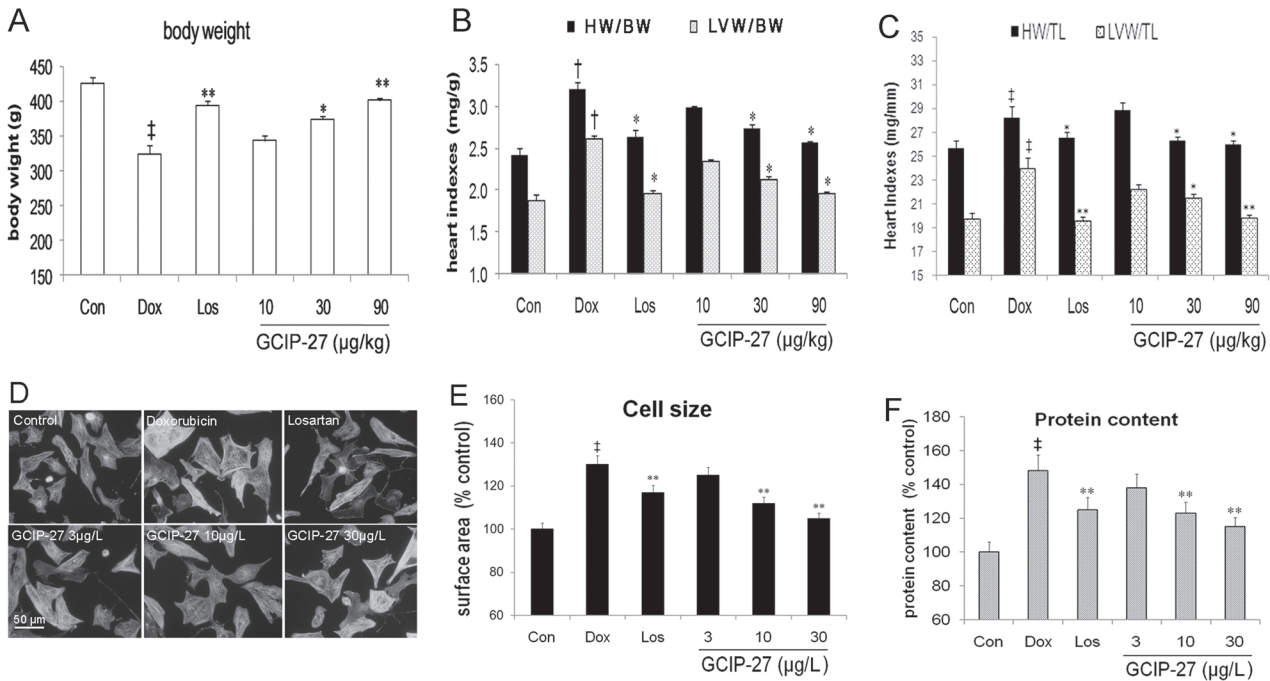 A
body weight
body wight (g)
450
400
350
300
250
200
150
‡
**
*
**
Con Dox Los 10 30 90
GCIP-27 (µg/kg)
B
HW/BW LVW/BW
heart indexes (mg/g)
3.5
3.0
2.5
2.0
1.5
1.0
†
†
*
*
*
*
*
*
Con Dox Los 10 30 90
GCIP-27 (µg/kg)
C
HW/TL LVW/TL
Heart Indexes (mg/mm)
35
33
31
29
27
25
23
21
19
17
15
‡
‡
*
**
*
*
*
**
Con Dox Los 10 30 90
GCIP-27 (µg/kg)
D
Control Doxorubicin Losartan
GCIP-27 3µg/L GCIP-27 10µg/L GCIP-27 30µg/L
50 µm
E
Cell size
surface area (% control)
160
140
120
100
80
60
‡
**
**
**
Con Dox Los 3 10 30
GCIP-27 (µg/L)
F
Protein content
protein content (% control)
180
160
140
120
100
80
60
‡
**
**
**
Con Dox Los 3 10 30
GCIP-27 (µg/L)